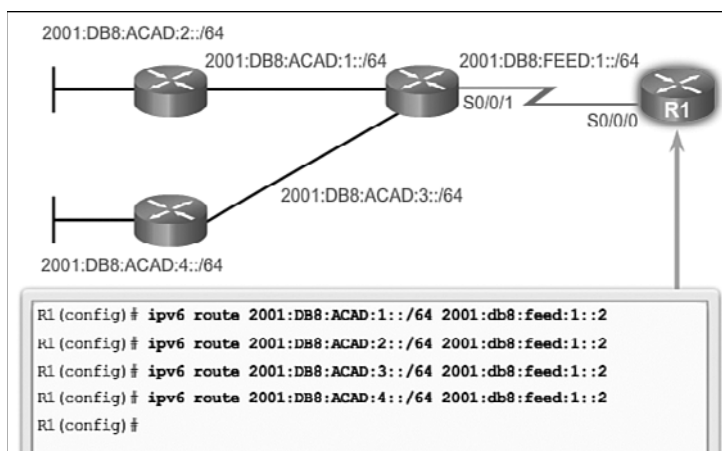 2001:DB8:ACAD:2::/64
2001:DB8:ACAD:1::/64
2001:DB8:FEED:1::/64
S0/0/1
R1
S0/0/0
2001:DB8:ACAD:3::/64
2001:DB8:ACAD:4::/64
R1(config)# ipv6 route 2001:DB8:ACAD:1::/64 2001:db8:feed:1::2
R1(config)# ipv6 route 2001:DB8:ACAD:2::/64 2001:db8:feed:1::2
R1(config)# ipv6 route 2001:DB8:ACAD:3::/64 2001:db8:feed:1::2
R1(config)# ipv6 route 2001:DB8:ACAD:4::/64 2001:db8:feed:1::2
R1(config)#